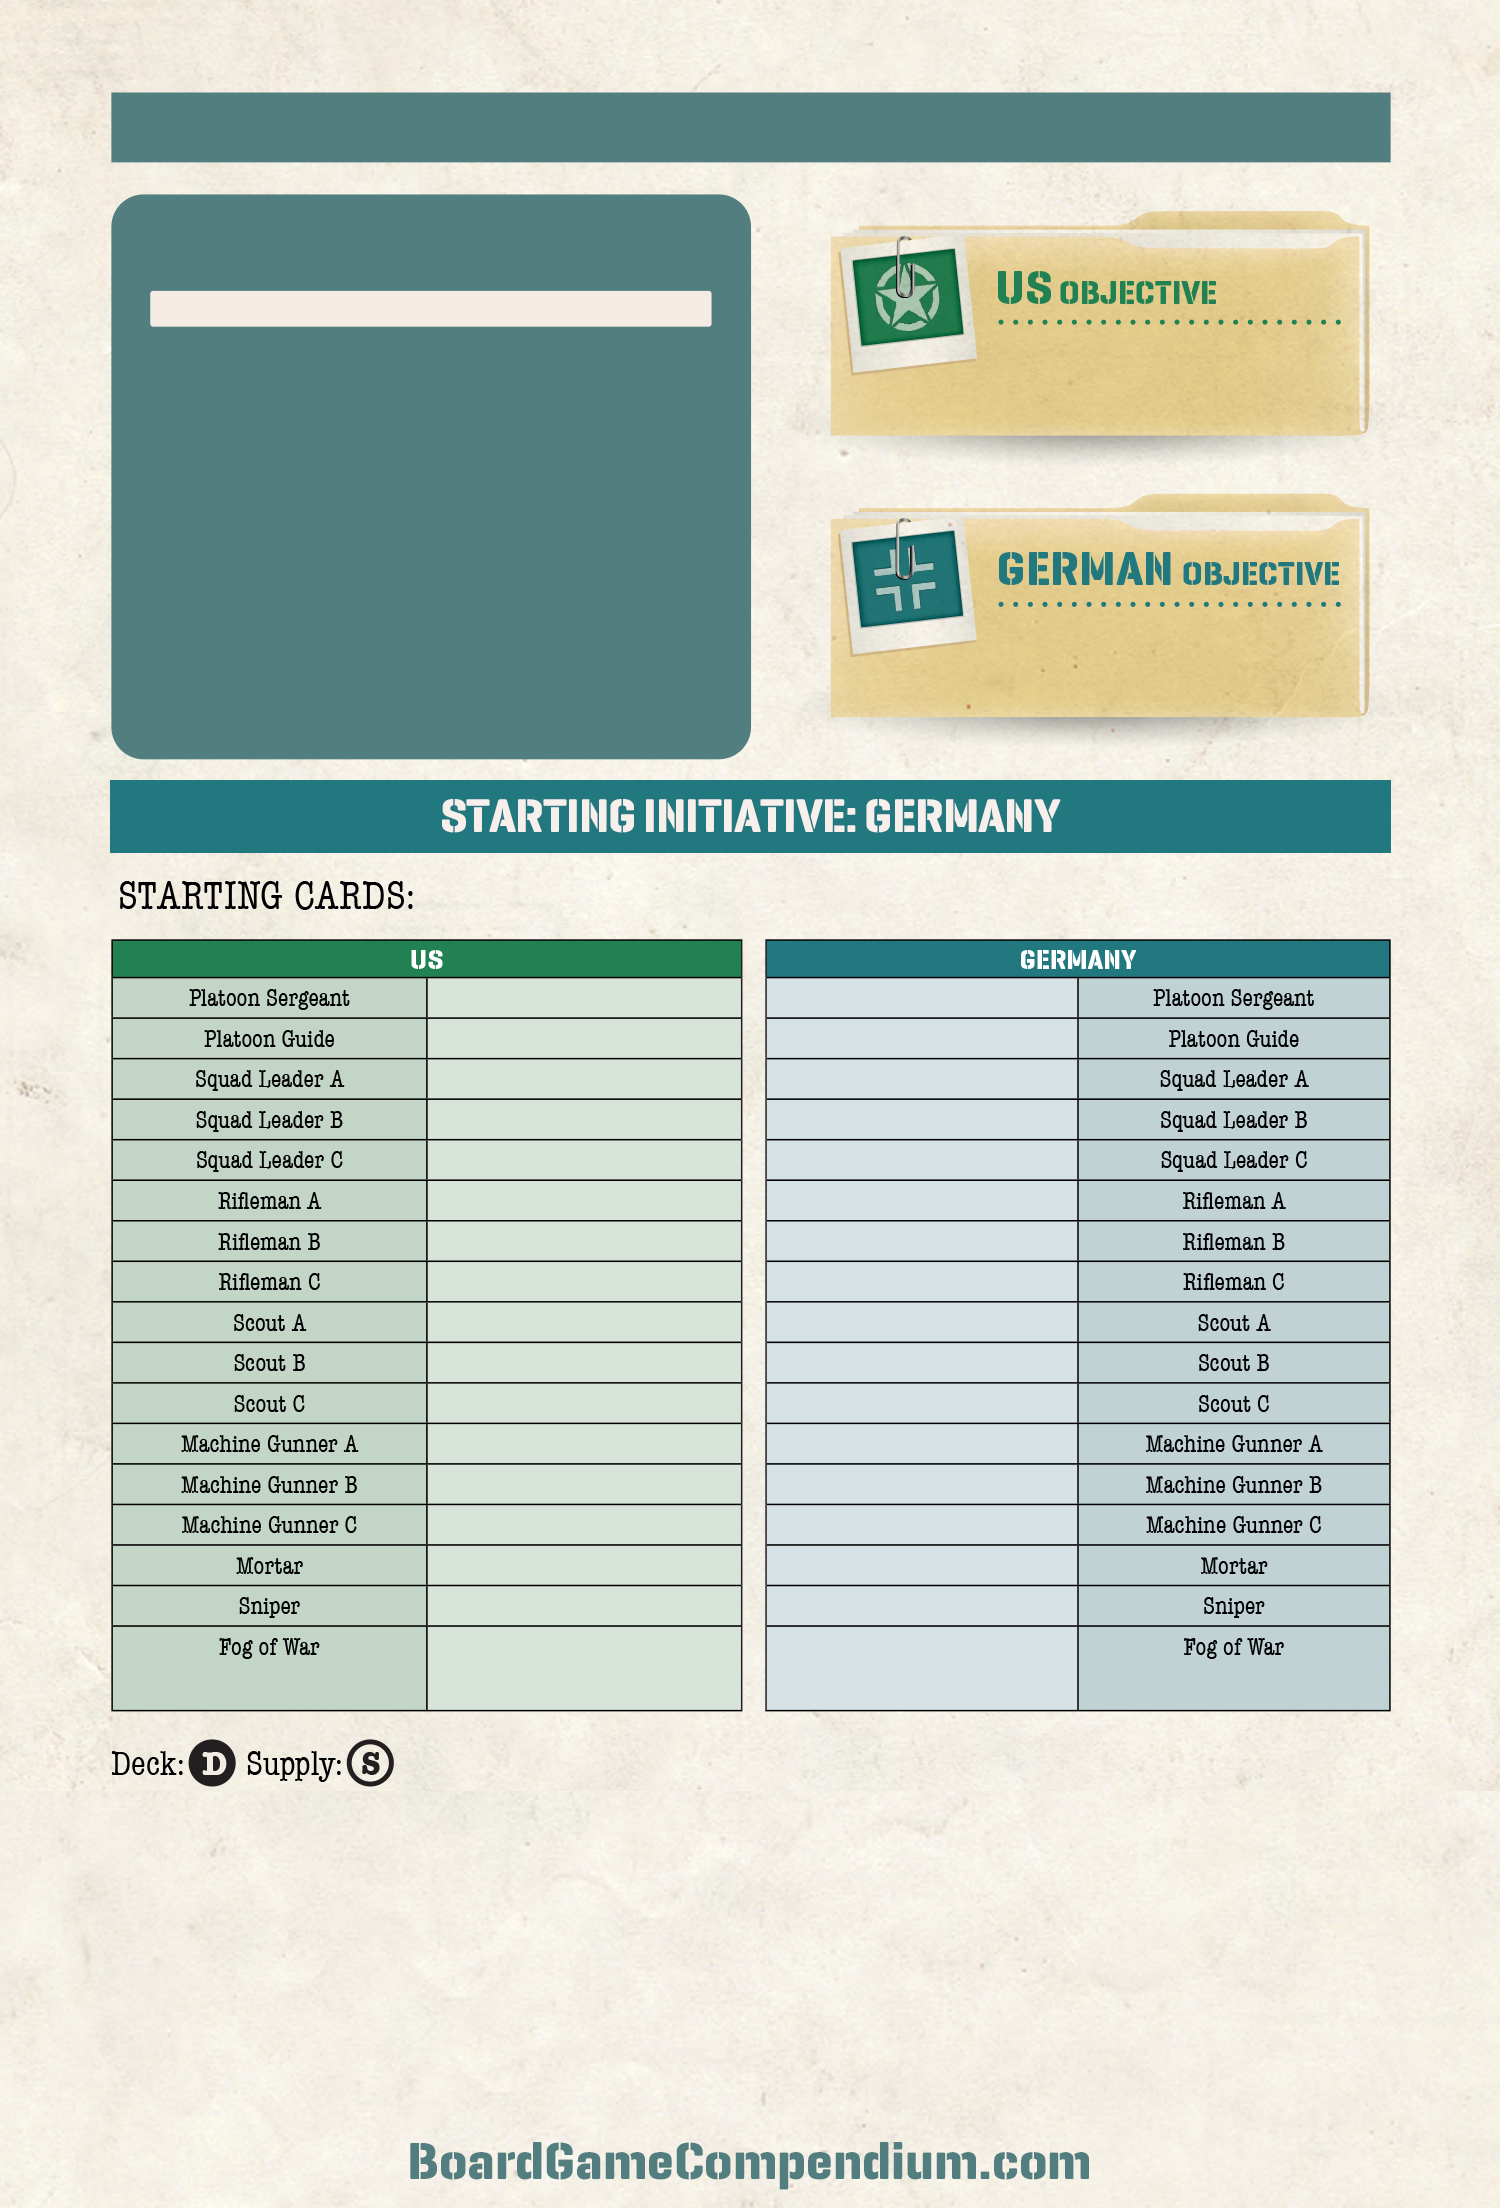 US OBJECTIVE
GERMAN OBJECTIVE
STARTING INITIATIVE: GERMANY
STARTING CARDS:
US
Platoon Sergeant
Platoon Guide
Squad Leader A
Squad Leader B
Squad Leader C
Rifleman A
Rifleman B
Rifleman C
Scout A
Scout B
Scout C
Machine Gunner A
Machine Gunner B
Machine Gunner C
Mortar
Sniper
Fog of War
GERMANY
Platoon Sergeant
Platoon Guide
Squad Leader A
Squad Leader B
Squad Leader C
Rifleman A
Rifleman B
Rifleman C
Scout A
Scout B
Scout C
Machine Gunner A
Machine Gunner B
Machine Gunner C
Mortar
Sniper
Fog of War
Deck: D Supply: S
BoardGameCompendium.com